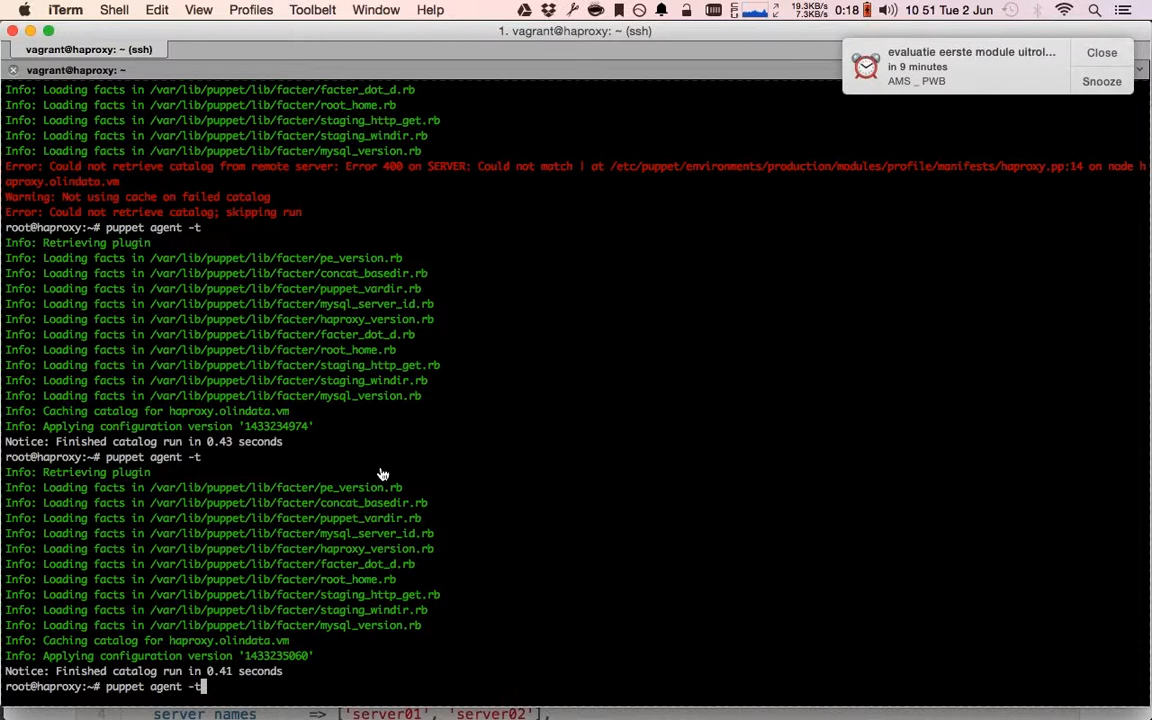 iTerm Shell Edit View Profiles Toolbelt Window Help 19.3KB/s 7.3KB/s 0:18 10 51 Tue 2 Jun
1. vagrant@haproxy: ~ (ssh)
vagrant@haproxy: ~ (ssh)
vagrant@haproxy: ~
evaluatie eerste module uitrol...
in 9 minutes
AMS _ PWB
Close
Snooze
Info: Loading facts in /var/lib/puppet/lib/facter/facter_dot_d.rb
Info: Loading facts in /var/lib/puppet/lib/facter/root_home.rb
Info: Loading facts in /var/lib/puppet/lib/facter/staging_http_get.rb
Info: Loading facts in /var/lib/puppet/lib/facter/staging_windir.rb
Info: Loading facts in /var/lib/puppet/lib/facter/mysql_version.rb
Error: Could not retrieve catalog from remote server: Error 400 on SERVER: Could not match | at /etc/puppet/environments/production/modules/profile/manifests/haproxy.pp:14 on node h
aproxy.olindata.vm
Warning: Not using cache on failed catalog
Error: Could not retrieve catalog; skipping run
root@haproxy:~# puppet agent -t
Info: Retrieving plugin
Info: Loading facts in /var/lib/puppet/lib/facter/pe_version.rb
Info: Loading facts in /var/lib/puppet/lib/facter/concat_basedir.rb
Info: Loading facts in /var/lib/puppet/lib/facter/puppet_vardir.rb
Info: Loading facts in /var/lib/puppet/lib/facter/mysql_server_id.rb
Info: Loading facts in /var/lib/puppet/lib/facter/haproxy_version.rb
Info: Loading facts in /var/lib/puppet/lib/facter/facter_dot_d.rb
Info: Loading facts in /var/lib/puppet/lib/facter/root_home.rb
Info: Loading facts in /var/lib/puppet/lib/facter/staging_http_get.rb
Info: Loading facts in /var/lib/puppet/lib/facter/staging_windir.rb
Info: Loading facts in /var/lib/puppet/lib/facter/mysql_version.rb
Info: Caching catalog for haproxy.olindata.vm
Info: Applying configuration version '1433234974'
Notice: Finished catalog run in 0.43 seconds
root@haproxy:~# puppet agent -t
Info: Retrieving plugin
Info: Loading facts in /var/lib/puppet/lib/facter/pe_version.rb
Info: Loading facts in /var/lib/puppet/lib/facter/concat_basedir.rb
Info: Loading facts in /var/lib/puppet/lib/facter/puppet_vardir.rb
Info: Loading facts in /var/lib/puppet/lib/facter/mysql_server_id.rb
Info: Loading facts in /var/lib/puppet/lib/facter/haproxy_version.rb
Info: Loading facts in /var/lib/puppet/lib/facter/facter_dot_d.rb
Info: Loading facts in /var/lib/puppet/lib/facter/root_home.rb
Info: Loading facts in /var/lib/puppet/lib/facter/staging_http_get.rb
Info: Loading facts in /var/lib/puppet/lib/facter/staging_windir.rb
Info: Loading facts in /var/lib/puppet/lib/facter/mysql_version.rb
Info: Caching catalog for haproxy.olindata.vm
Info: Applying configuration version '1433235060'
Notice: Finished catalog run in 0.41 seconds
root@haproxy:~# puppet agent -t
4 server_names => ['server01', 'server02'],